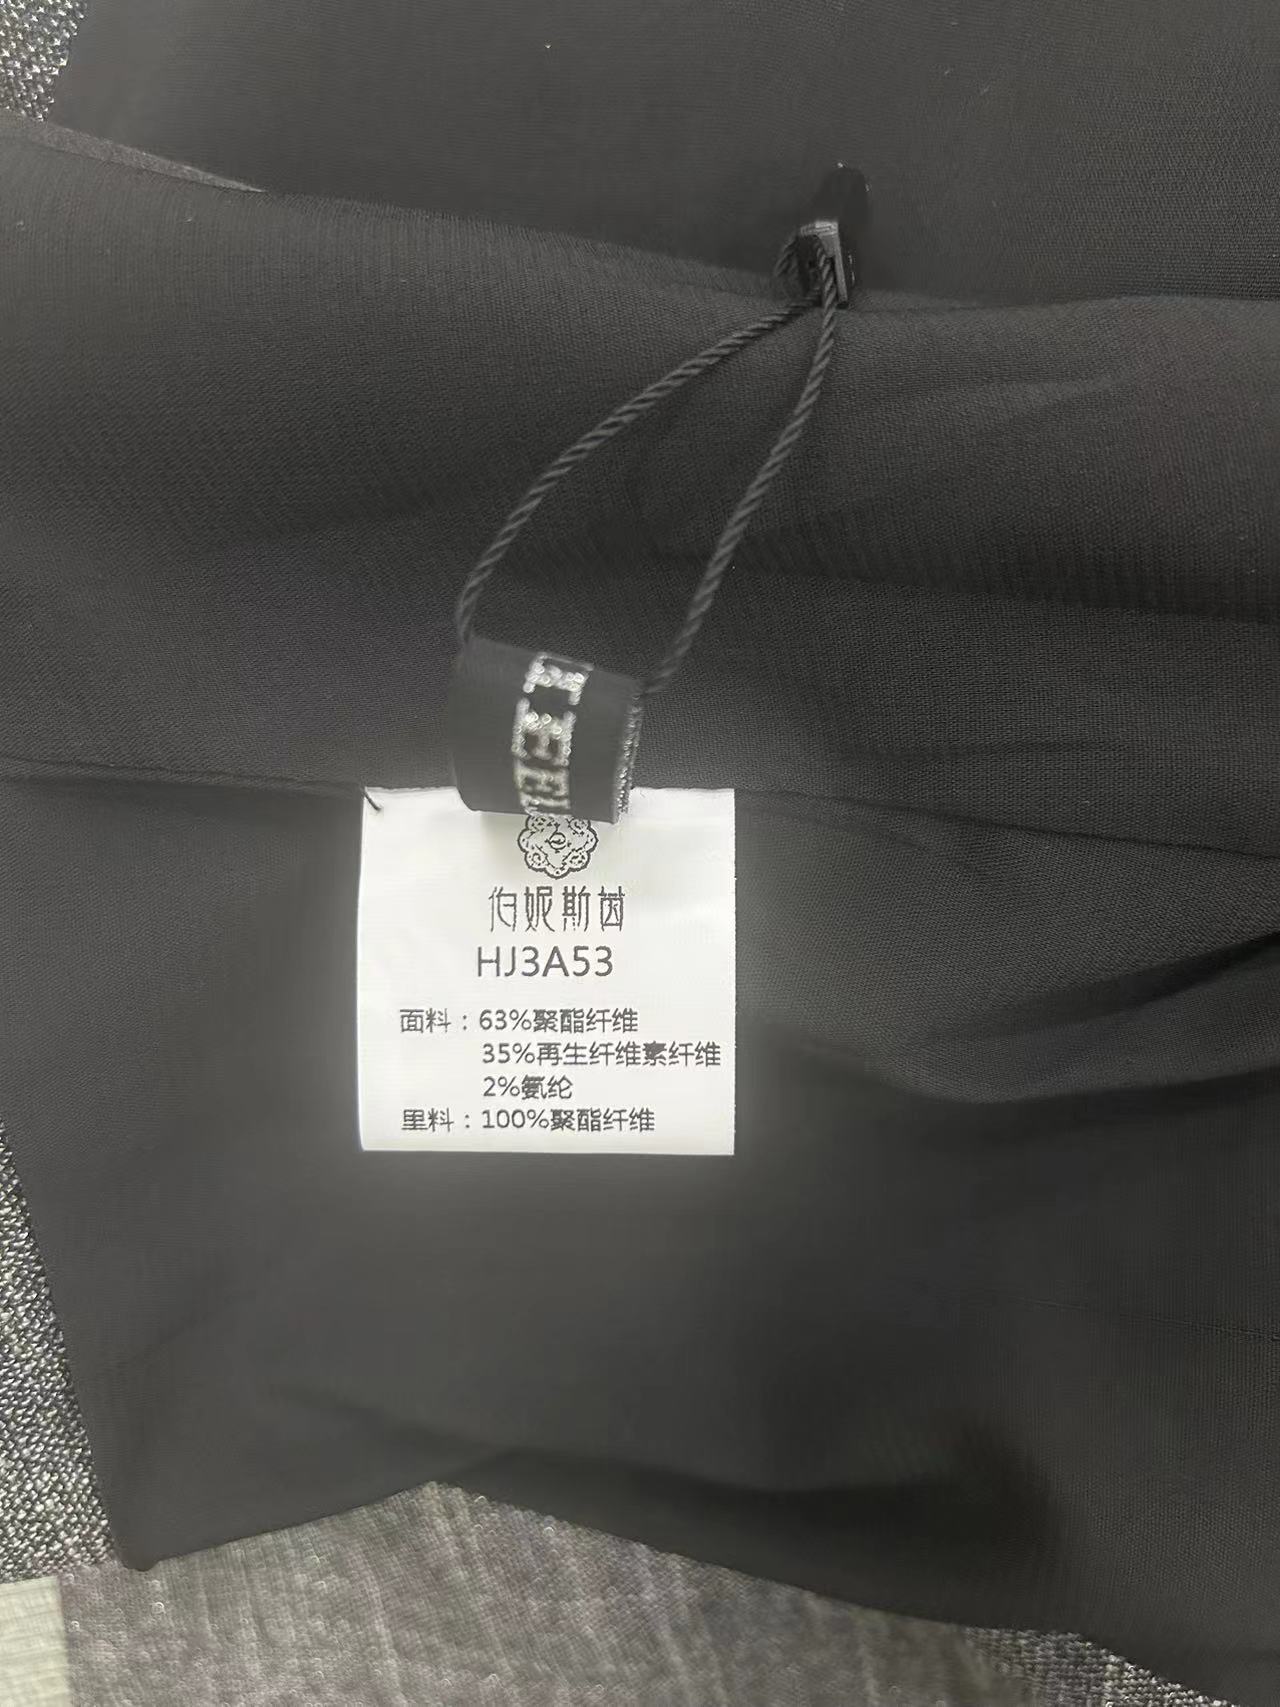 伯妮斯茵
HJ3A53
面料：63%聚酯纤维
35%再生纤维素纤维
2%氨纶
里料：100%聚酯纤维